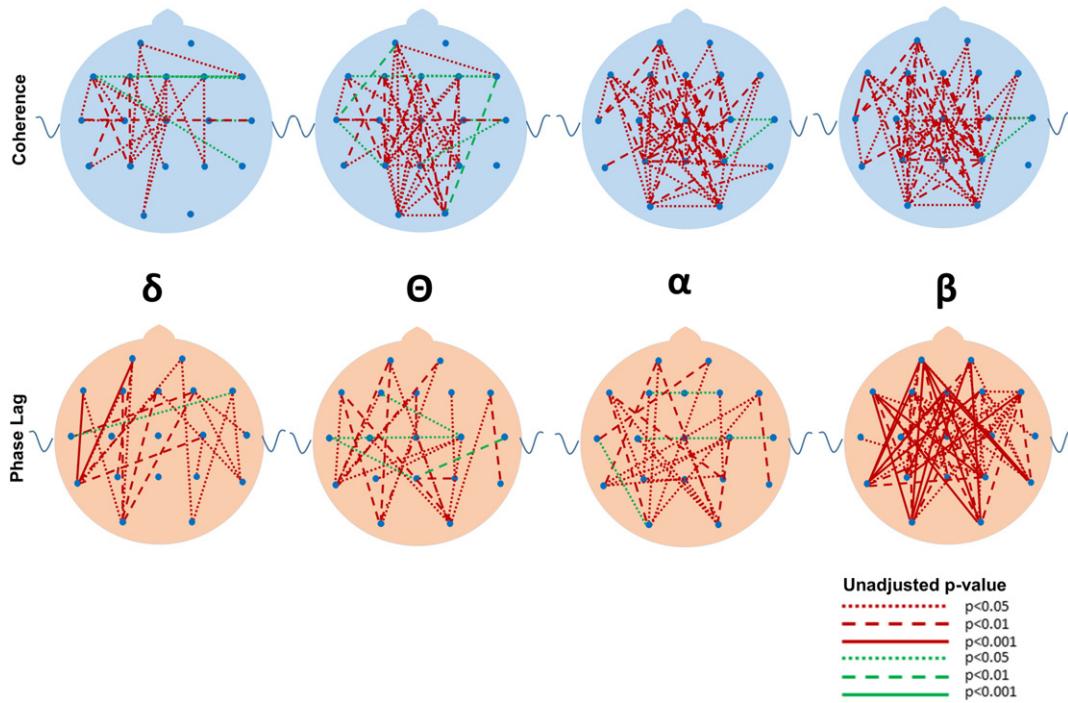 Coherence
δ Θ α β
Phase Lag
Unadjusted p-value
p<0.05
p<0.01
p<0.001
p<0.05
p<0.01
p<0.001